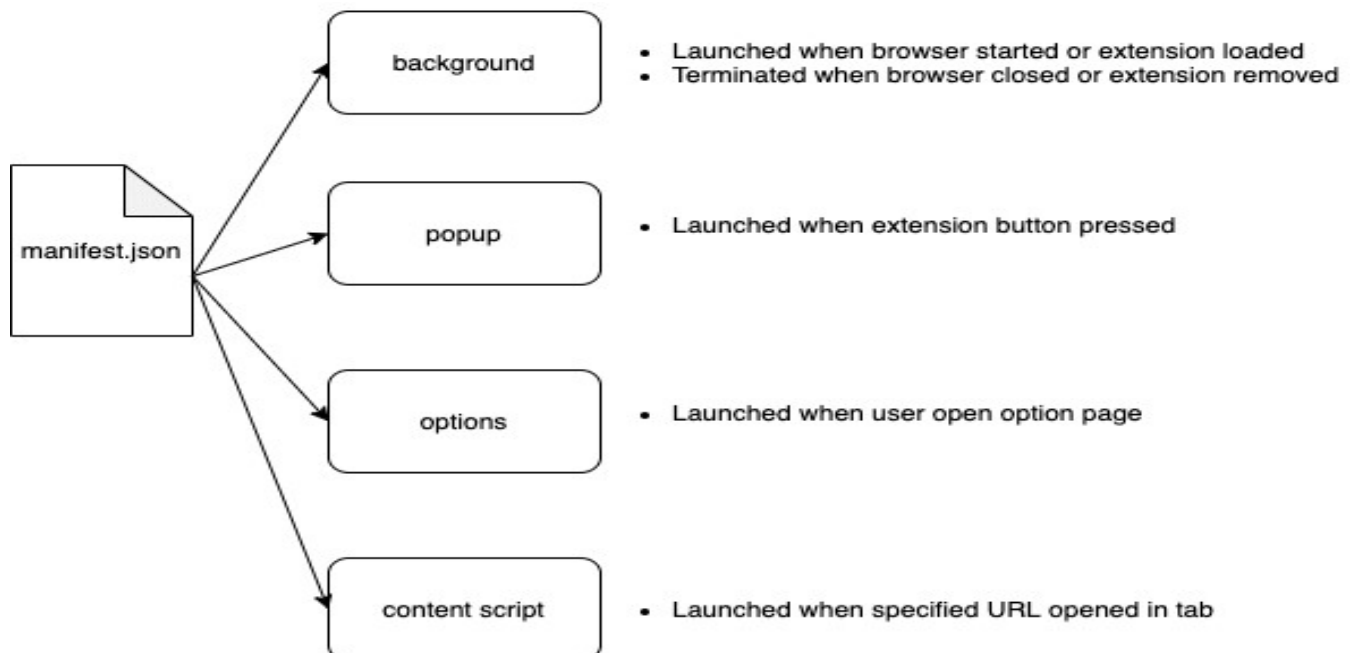 background
• Launched when browser started or extension loaded
• Terminated when browser closed or extension removed
manifest.json
popup
• Launched when extension button pressed
options
• Launched when user open option page
content script
• Launched when specified URL opened in tab